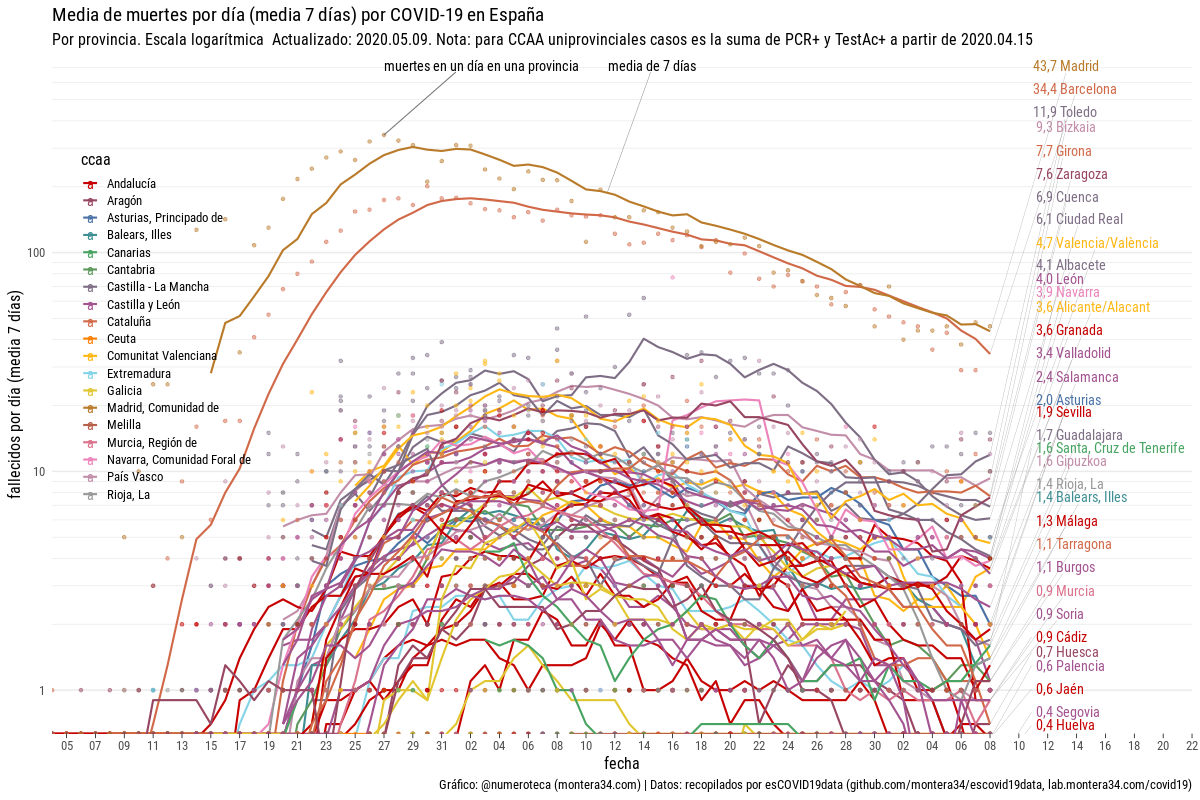 Media de muertes por día (media 7 días) por COVID-19 en España
Por provincia. Escala logarítmica  Actualizado: 2020.05.09. Nota: para CCAA uniprovinciales casos es la suma de PCR+ y TestAc+ a partir de 2020.04.15
muertes en un día en una provincia
media de 7 días
ccaa
Andalucía
Aragón
Asturias, Principado de
Balears, Illes
Canarias
Cantabria
Castilla - La Mancha
Castilla y León
Cataluña
Ceuta
Comunitat Valenciana
Extremadura
Galicia
Madrid, Comunidad de
Melilla
Murcia, Región de
Navarra, Comunidad Foral de
País Vasco
Rioja, La
fallecidos por día (media  7 días)
100
10
1
43,7 Madrid
34,4 Barcelona
11,9 Toledo
9,3 Bizkaia
7,7 Girona
7,6 Zaragoza
6,9 Cuenca
6,1 Ciudad Real
4,7 Valencia/València
4,1 Albacete
4,0 León
3,9 Navarra
3,6 Alicante/Alacant
3,6 Granada
3,4 Valladolid
2,4 Salamanca
2,0 Asturias
1,9 Sevilla
1,7 Guadalajara
1,6 Santa, Cruz de Tenerife
1,6 Gipuzkoa
1,4 Rioja, La
1,4 Balears, Illes
1,3 Málaga
1,1 Tarragona
1,1 Burgos
0,9 Murcia
0,9 Soria
0,9 Cádiz
0,7 Huesca
0,6 Palencia
0,6 Jaén
0,4 Segovia
0,4 Huelva
05 07 09 11 13 15 17 19 21 23 25 27 29 31 02 04 06 08 10 12 14 16 18 20 22 24 26 28 30 02 04 06 08 10 12 14 16 18 20 22
fecha
Gráfico: @numeroteca (montera34.com) | Datos: recopilados por esCOVID19data (github.com/montera34/escovid19data, lab.montera34.com/covid19)